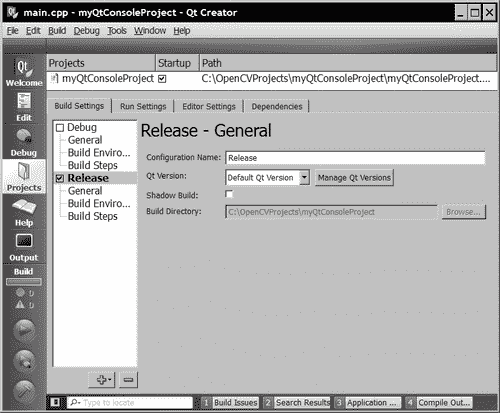 main.cpp - myQtConsoleProject - Qt Creator
File Edit Build Debug Tools Window Help
Qt
Welcome
Edit
Debug
Projects
Help
Output
Build
Projects Startup Path
myQtConsoleProject C:\OpenCVProjects\myQtConsoleProject\myQtConsoleProject....
Build Settings Run Settings Editor Settings Dependencies
Debug
General
Build Enviro...
Build Steps
Release
General
Build Enviro...
Build Steps
Release - General
Configuration Name: Release
Qt Version: Default Qt Version Manage Qt Versions
Shadow Build:
Build Directory: C:\OpenCVProjects\myQtConsoleProject Browse...
Type to locate 1 Build Issues 2 Search Results 3 Application ... 4 Compile Out...